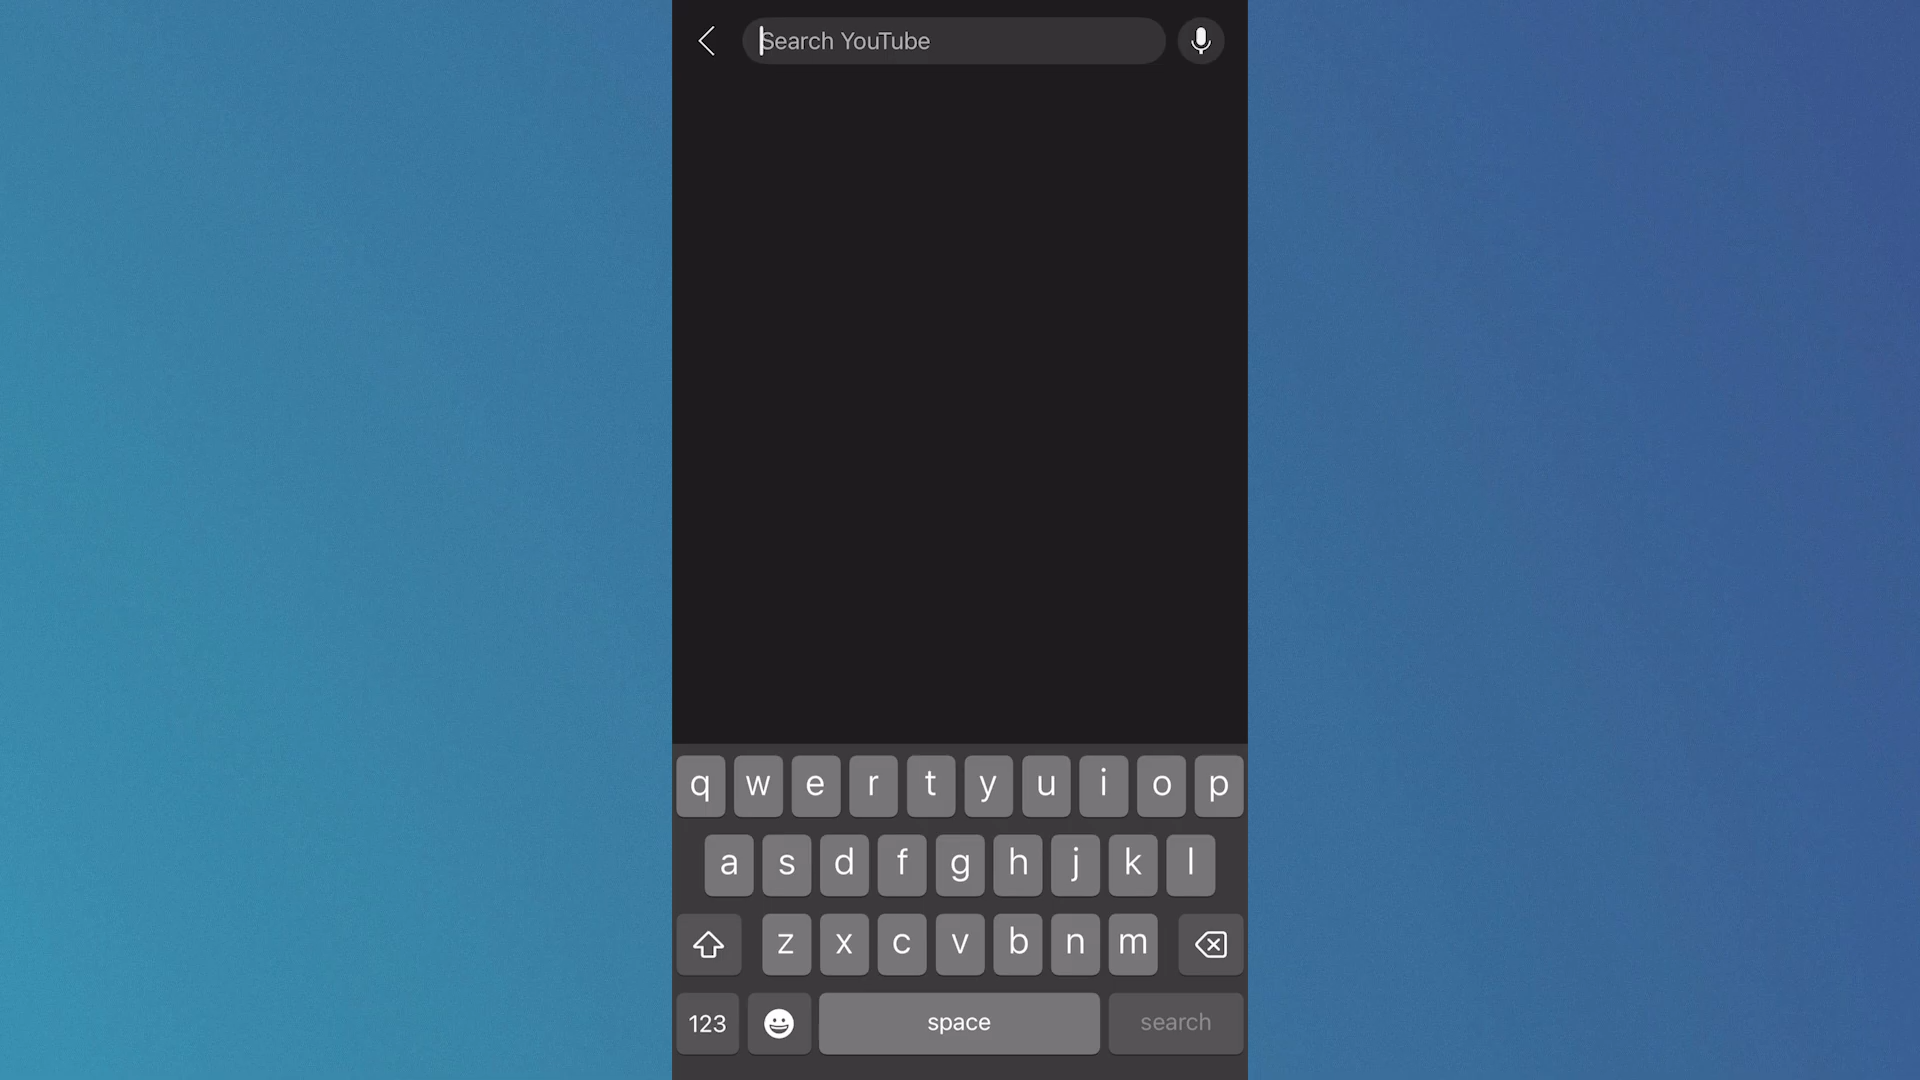 Search YouTube
q w e r t y u i o p
a s d f g h j k l
z x c v b n m
123 space search